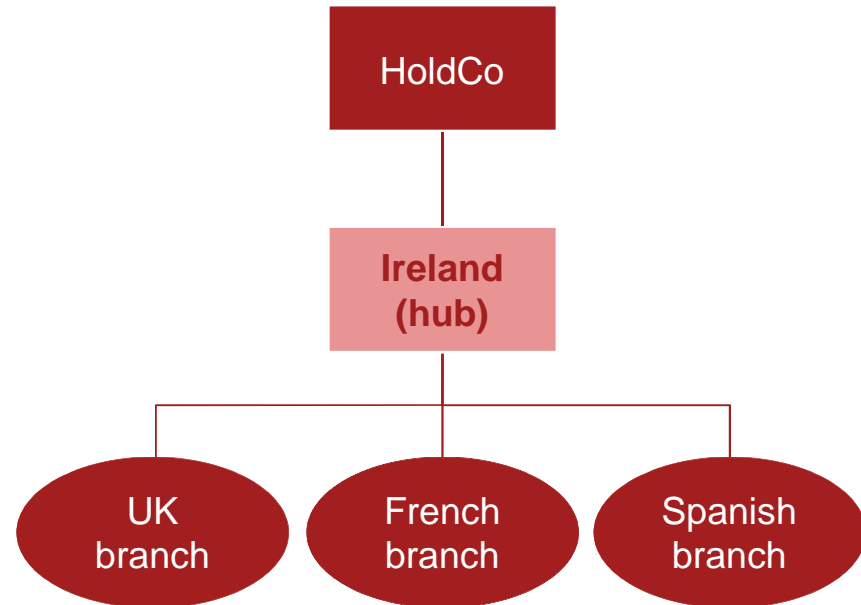 HoldCo
Ireland
(hub)
UK
branch
French
branch
Spanish
branch